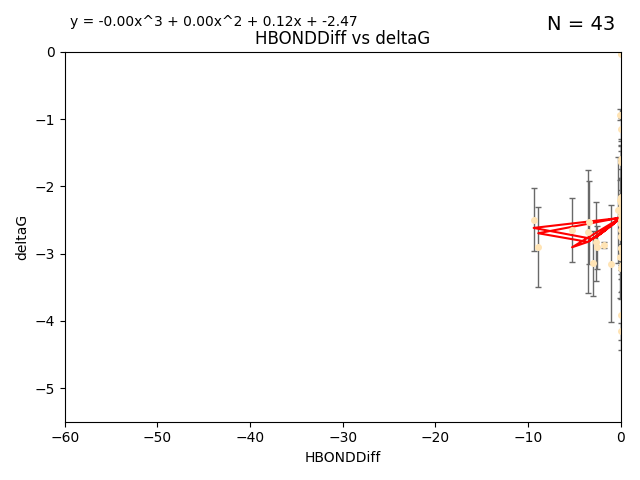 y = -0.00x^3 + 0.00x^2 + 0.12x + -2.47
N = 43
HBONDDiff vs deltaG
0
−1
−2
−3
−4
−5
deltaG
−60
−50
−40
−30
−20
−10
0
HBONDDiff